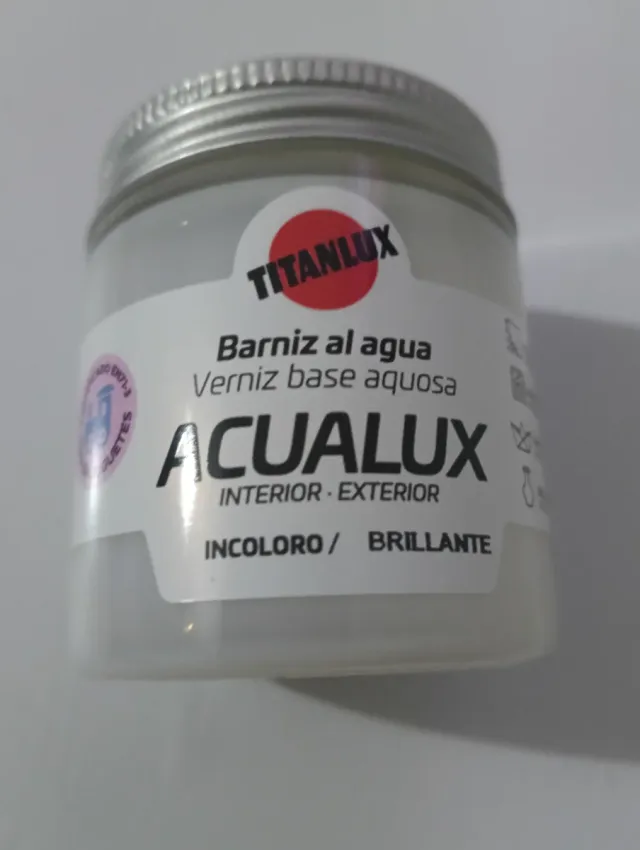 TITANLUX
Barniz al agua
Verniz base aquosa
ACUALUX
INTERIOR · EXTERIOR
INCOLORO / BRILLANTE